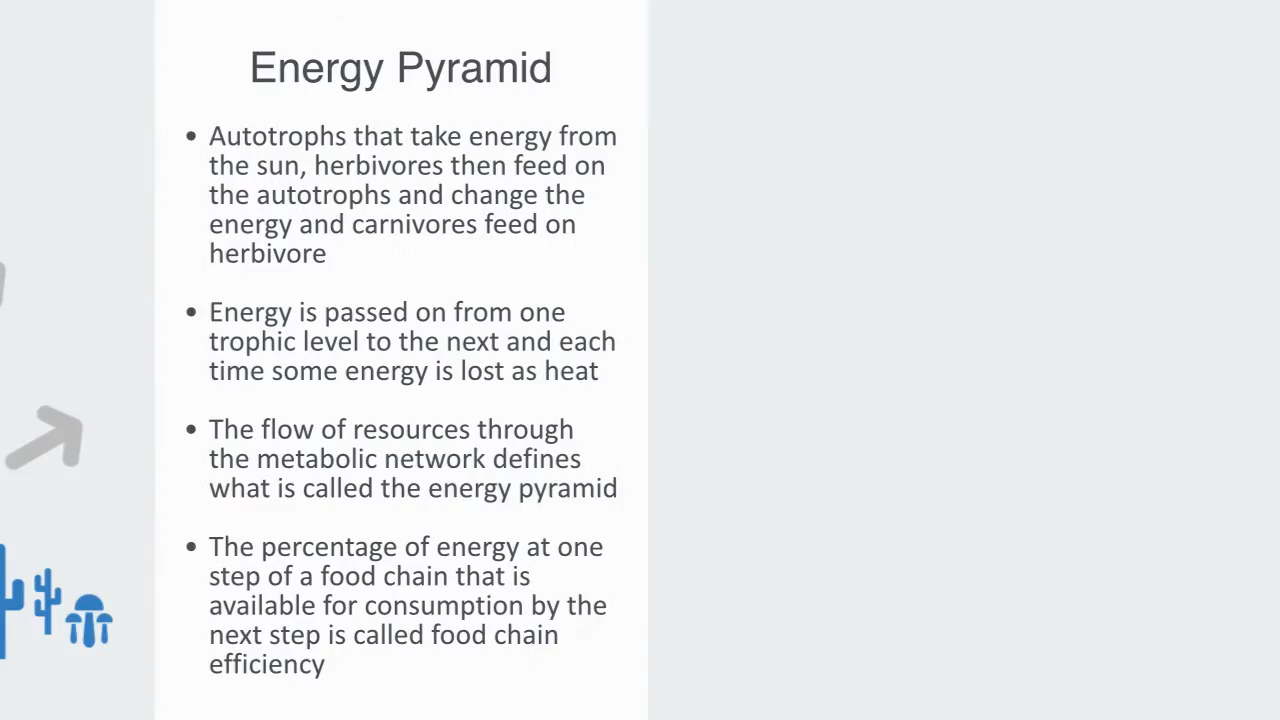 Energy Pyramid
• Autotrophs that take energy from
the sun, herbivores then feed on
the autotrophs and change the
energy and carnivores feed on
herbivore
• Energy is passed on from one
trophic level to the next and each
time some energy is lost as heat
• The flow of resources through
the metabolic network defines
what is called the energy pyramid
• The percentage of energy at one
step of a food chain that is
available for consumption by the
next step is called food chain
efficiency